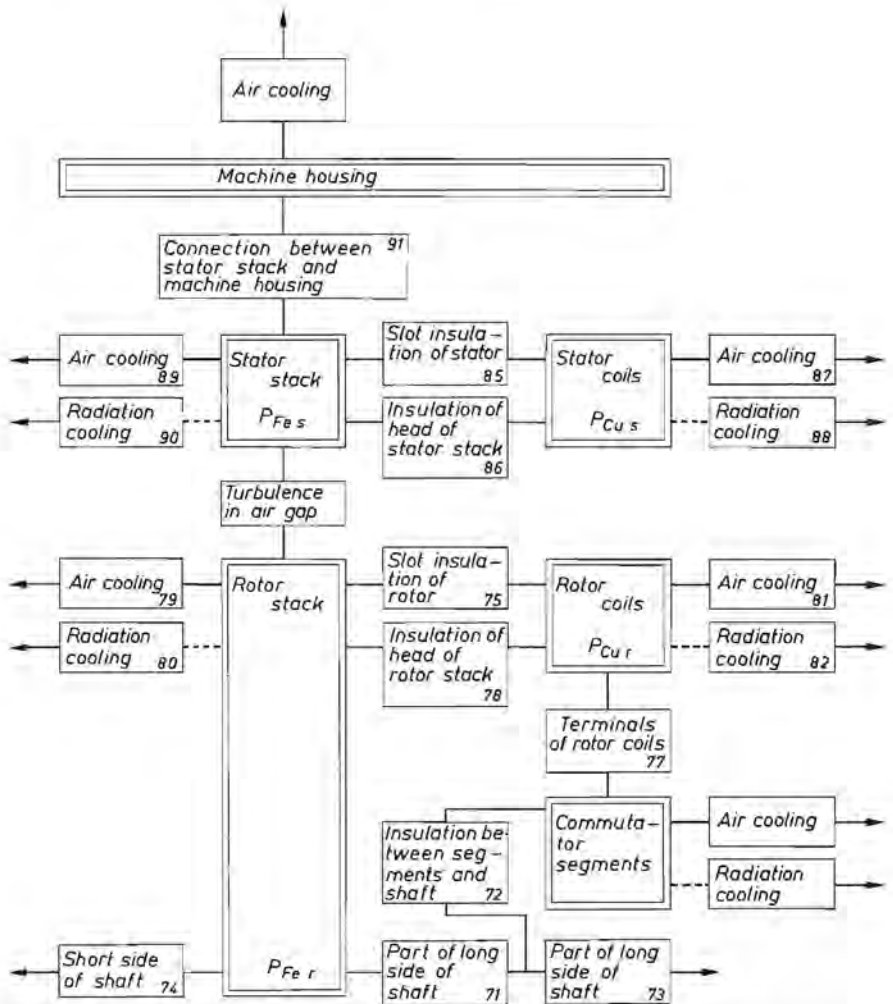 Air cooling
Machine housing
Connection between 91
stator stack and
machine housing
Air cooling
89
Stator
stack
P Fe s
Slot insula-
tion of stator
85
Stator
coils
P Cu s
Air cooling
87
Radiation
cooling 90
Insulation of
head of
stator stack
86
Radiation
cooling 88
Turbulence
in air gap
Air cooling
79
Rotor
stack
Slot insula-
tion of
rotor 75
Rotor
coils
P Cu r
Air cooling
81
Radiation
cooling 80
Insulation of
head of
rotor stack
78
Radiation
cooling 82
Terminals
of rotor coils
77
Insulation be-
tween seg-
ments and
shaft 72
Commuta-
tor
segments
Air cooling
Radiation
cooling
Short side
of shaft 74
P Fe r
Part of long
side of
shaft 71
Part of long
side of
shaft 73